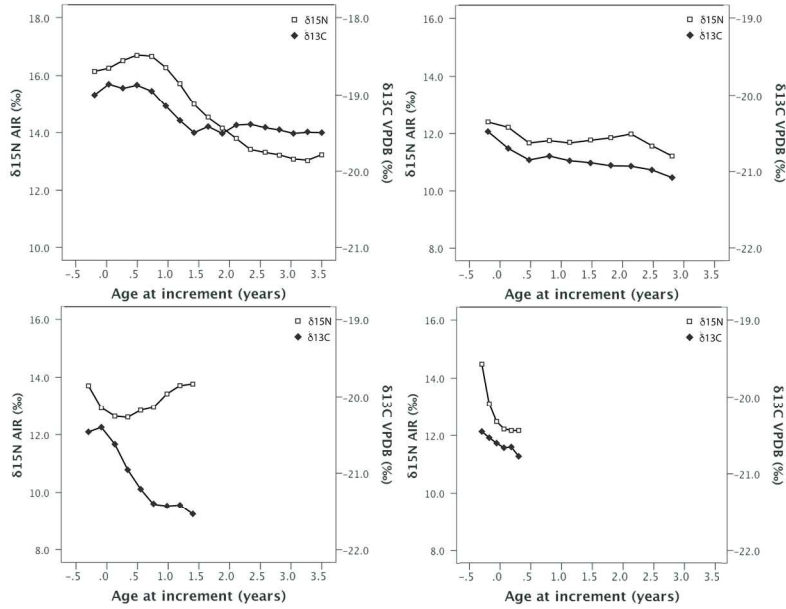 18.0
16.0
14.0
12.0
10.0
δ15N AIR (‰)
-18.0
-19.0
-20.0
-21.0
δ13C VPDB (‰)
δ15N
δ13C
-.5 .0 .5 1.0 1.5 2.0 2.5 3.0 3.5
Age at increment (years)
16.0
14.0
12.0
10.0
8.0
δ15N AIR (‰)
-19.0
-20.0
-21.0
-22.0
δ13C VPDB (‰)
δ15N
δ13C
-.5 .0 .5 1.0 1.5 2.0 2.5 3.0 3.5
Age at increment (years)
16.0
14.0
12.0
10.0
8.0
δ15N AIR (‰)
-19.0
-20.0
-21.0
-22.0
δ13C VPDB (‰)
δ15N
δ13C
-.5 .0 .5 1.0 1.5 2.0 2.5 3.0 3.5
Age at increment (years)
16.0
14.0
12.0
10.0
8.0
δ15N AIR (‰)
-19.0
-20.0
-21.0
-22.0
δ13C VPDB (‰)
δ15N
δ13C
-.5 .0 .5 1.0 1.5 2.0 2.5 3.0 3.5
Age at increment (years)